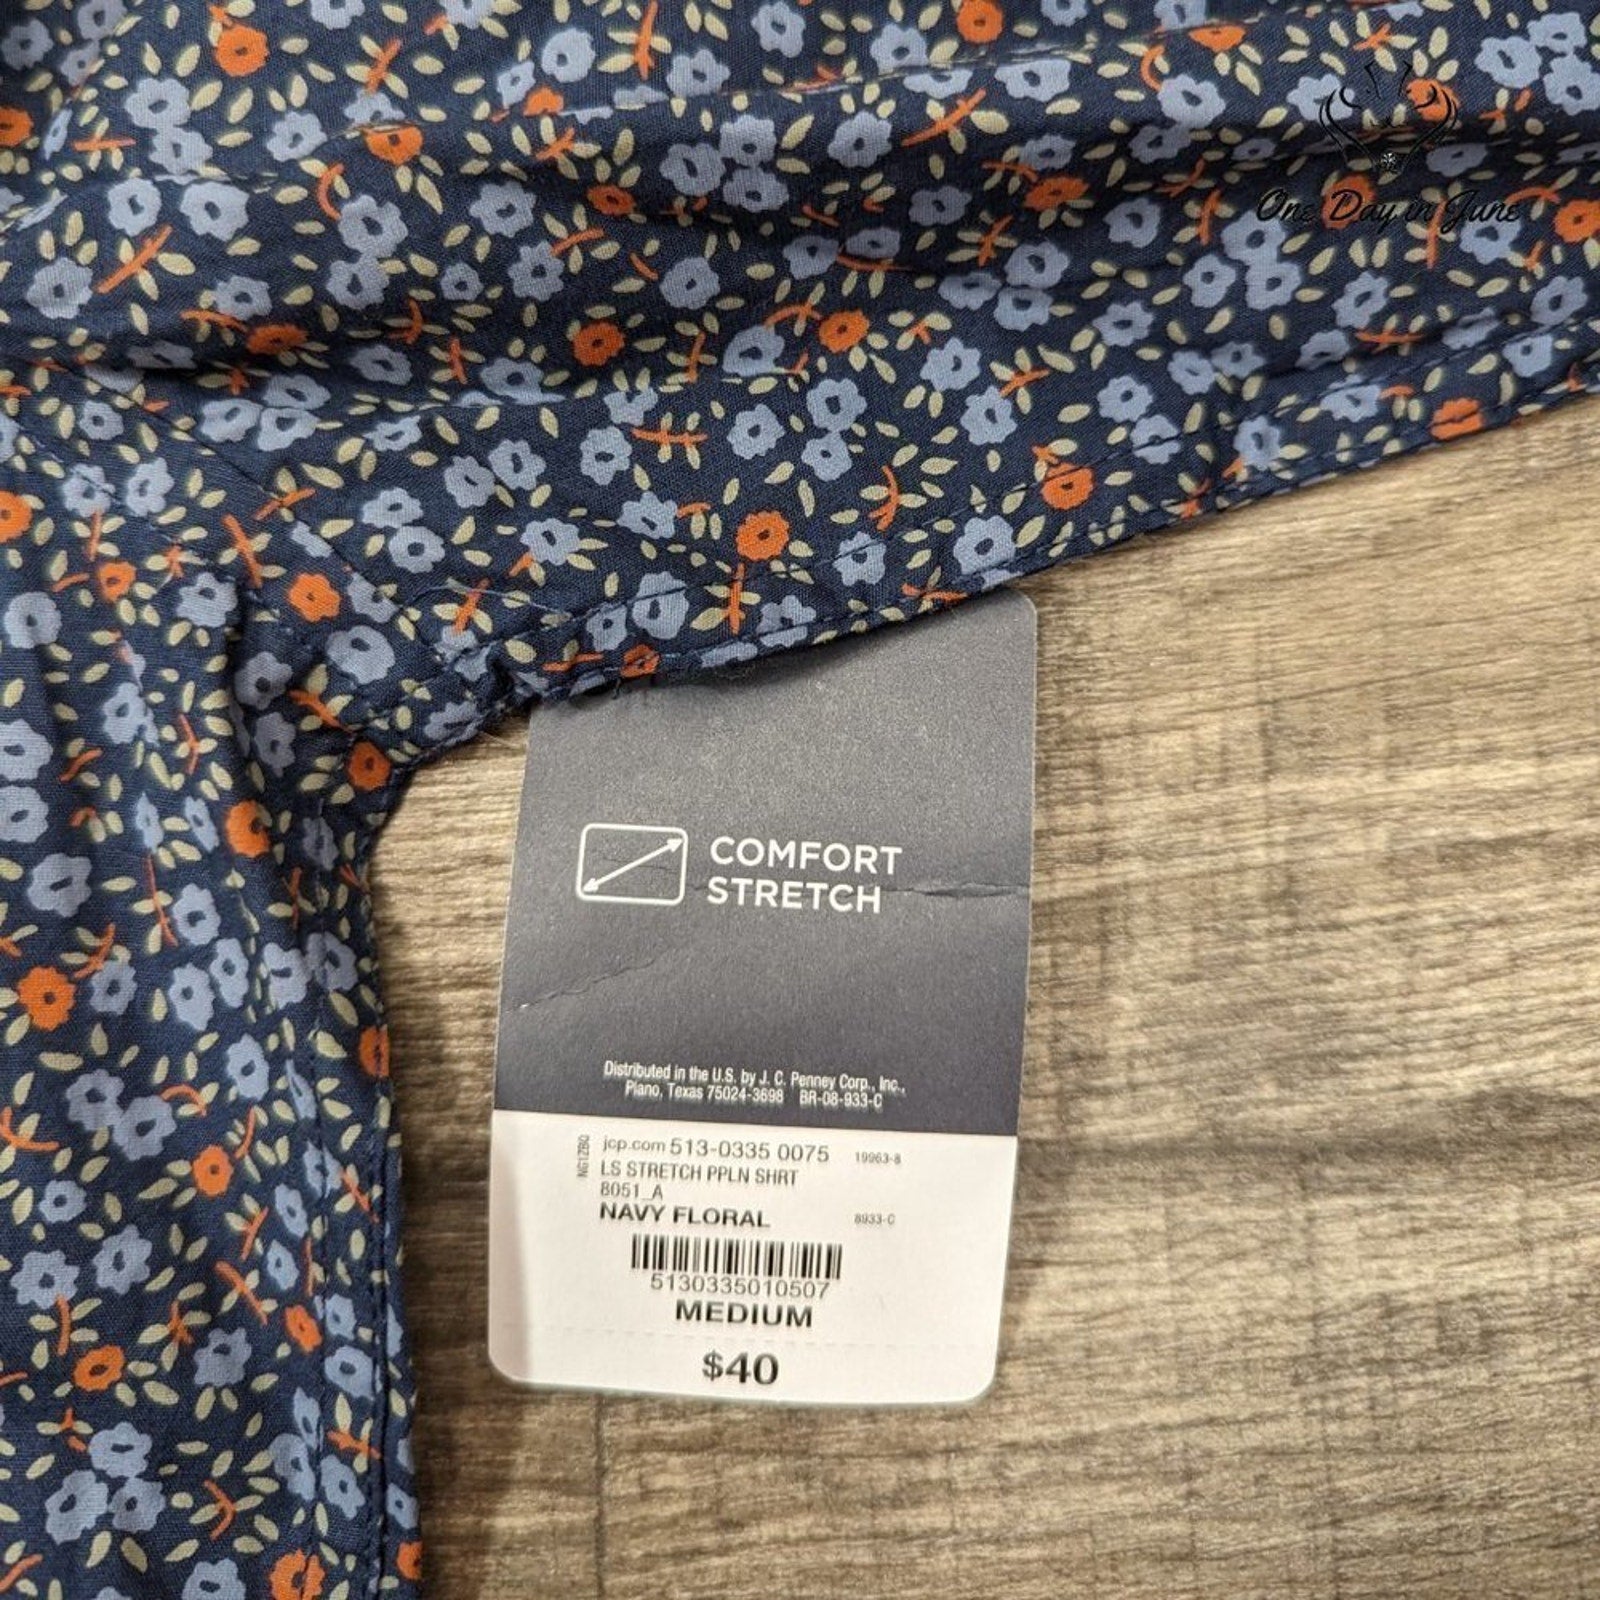 One Day in June
COMFORT
STRETCH
Distributed in the U.S. by J. C. Penney Corp., Inc.,
Plano, Texas 75024-3698 BR-08-933-C
NG1ZBQ
jcp.com 513-0335 0075 19963-8
LS STRETCH PPLN SHRT
8051_A
NAVY FLORAL 8933-C
5130335010507
MEDIUM
$40